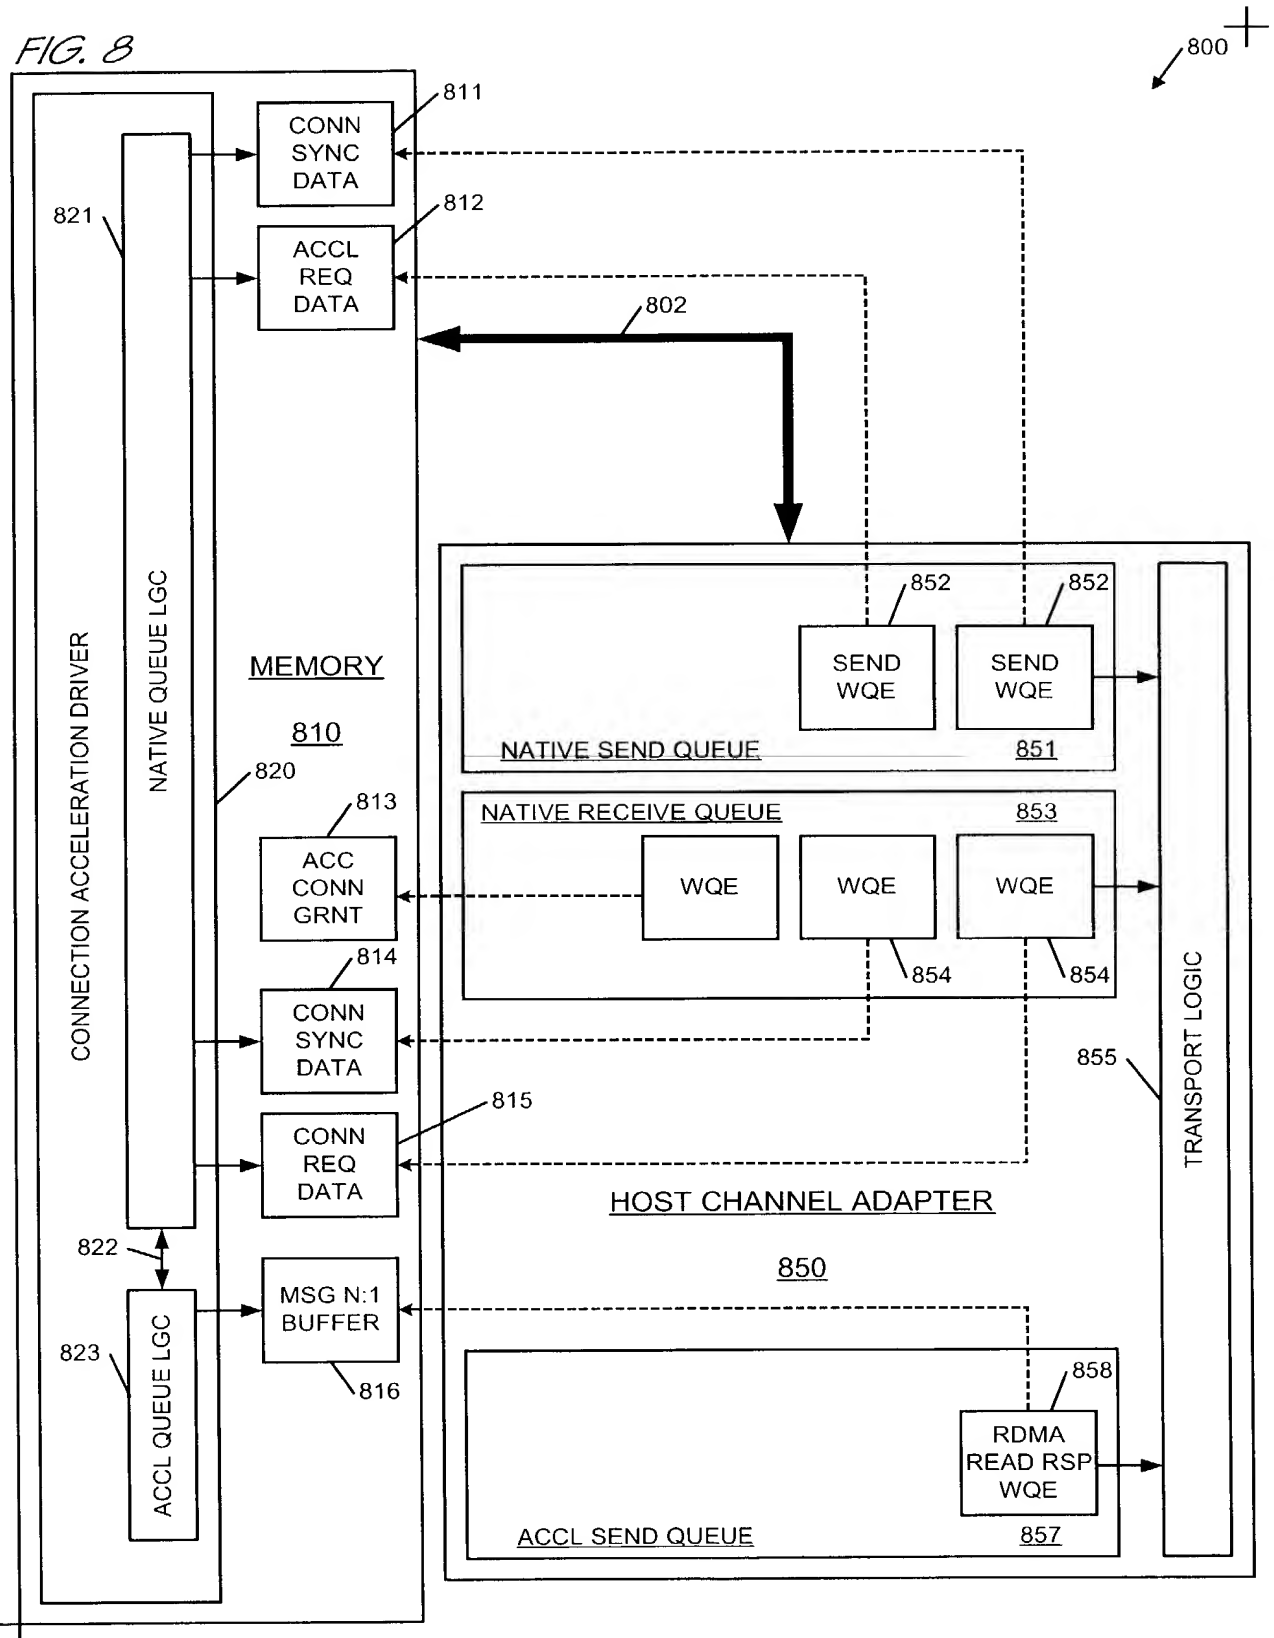 FIG. 8
800
811
CONN
SYNC
DATA
812
821
ACCL
REQ
DATA
802
852
852
SEND
WQE
SEND
WQE
NATIVE QUEUE LGC
CONNECTION ACCELERATION DRIVER
MEMORY
810
NATIVE SEND QUEUE
851
820
813
NATIVE RECEIVE QUEUE
853
ACC
CONN
GRNT
WQE
WQE
WQE
814
854
854
CONN
SYNC
DATA
855
TRANSPORT LOGIC
815
CONN
REQ
DATA
HOST CHANNEL ADAPTER
822
850
MSG N:1
BUFFER
823
816
ACCL QUEUE LGC
858
RDMA
READ RSP
WQE
ACCL SEND QUEUE
857